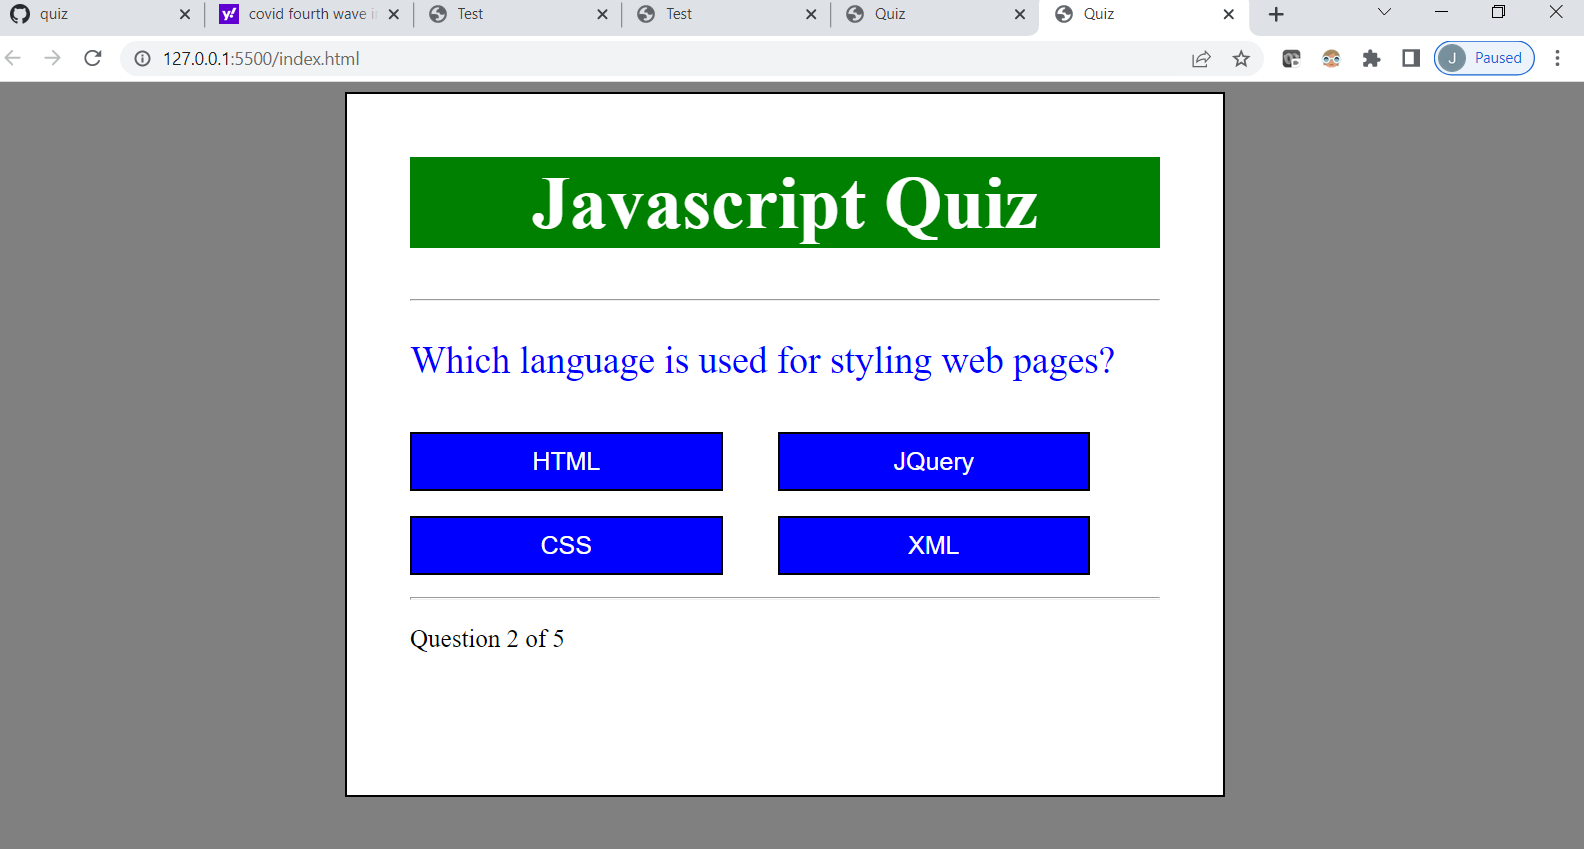 quiz
y! covid fourth wave
Test
Test
Quiz
Quiz
127.0.0.1:5500/index.html
J Paused
Javascript Quiz
Which language is used for styling web pages?
HTML
JQuery
CSS
XML
Question 2 of 5